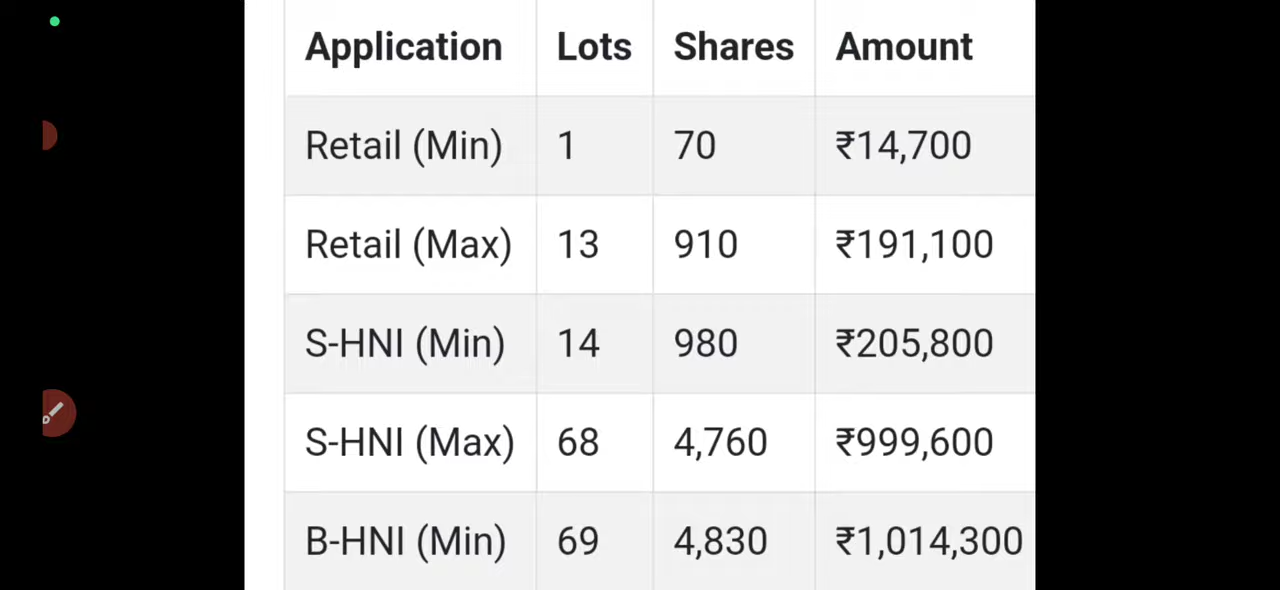 Application Lots Shares Amount
Retail (Min) 1 70 ₹14,700
Retail (Max) 13 910 ₹191,100
S-HNI (Min) 14 980 ₹205,800
S-HNI (Max) 68 4,760 ₹999,600
B-HNI (Min) 69 4,830 ₹1,014,300